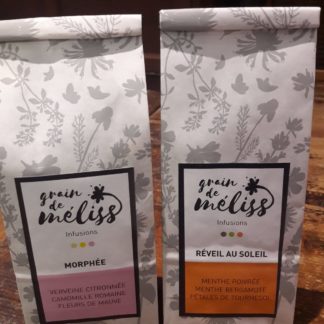 grain
de
méliss
Infusions
MORPHÉE
VERVEINE CITRONNÉE
CAMOMILLE ROMAINE
FLEURS DE MAUVE
grain
de
méliss
Infusions
RÉVEIL AU SOLEIL
MENTHE POIVRÉE
MENTHE BERGAMOTE
PÉTALES DE TOURNESOL